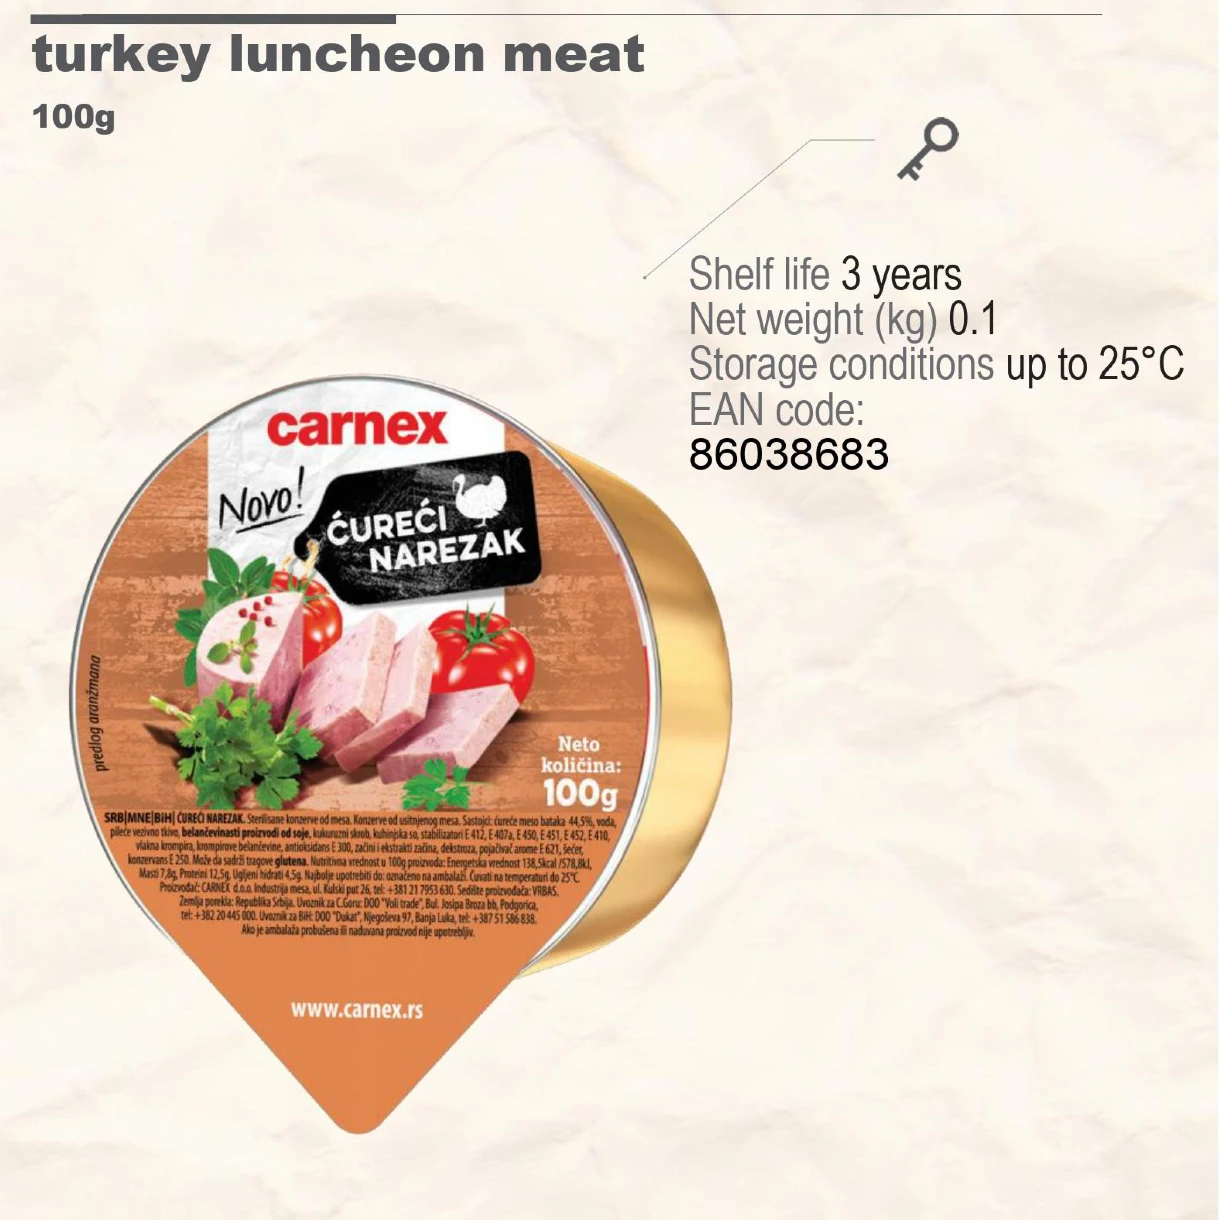 turkey luncheon meat
100g
Shelf life 3 years
Net weight (kg) 0.1
Storage conditions up to 25°C
EAN code:
86038683
carnex
Novo!
ĆUREĆI
NAREZAK
predlog aranžmana
Neto
količina:
100g
SRB|MNE|BiH| ĆUREĆI NAREZAK. Sterilisane konzerve od mesa. Konzerve od usitnjenog mesa. Sastojci: ćureće meso bataka 44,5%, voda,
pileće vezivno tkivo, belančevinasti proizvodi od soje, kukuruzni skrob, kuhinjska so, stabilizatori E 412, E 407a, E 450, E 451, E 452, E 410,
vlakna krompira, krompirove belančevine, antioksidans E 300, začini i ekstrakti začina, dekstroza, pojačivač arome E 621, šećer,
konzervans E 250. Može da sadrži tragove glutena. Nutritivna vrednost u 100g proizvoda: Energetska vrednost 138,5kcal /578,8kJ,
Masti 7,8g, Proteini 12,5g, Ugljeni hidrati 4,5g. Najbolje upotrebiti do: označeno na ambalaži. Čuvati na temperaturi do 25°C.
Proizvođač: CARNEX d.o.o. Industrija mesa, ul. Kulski put 26, tel: +381 21 7953 630. Sedište proizvođača: VRBAS.
Zemlja porekla: Republika Srbija. Uvoznik za C.Goru: DOO "Voli trade", Bul. Josipa Broza bb, Podgorica,
tel: +382 20 445 000. Uvoznik za BiH: DOO "Dukat", Njegoševa 97, Banja Luka, tel: +387 51 586 838.
Ako je ambalaža probušena ili naduvana proizvod nije upotrebljiv.
www.carnex.rs